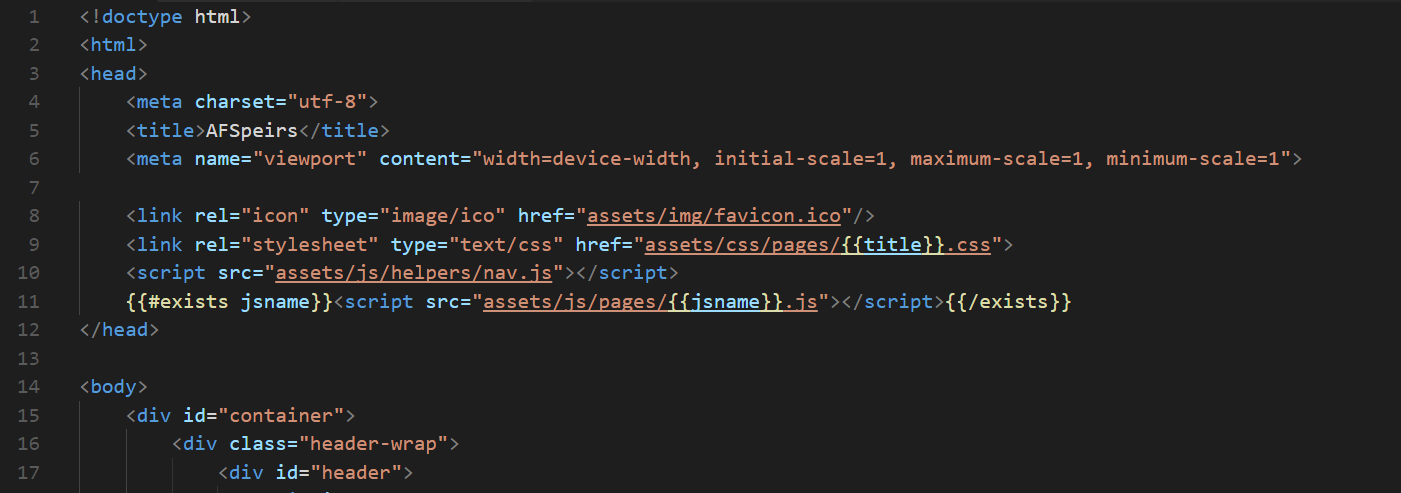 1 <!doctype html>
2 <html>
3 <head>
4     <meta charset="utf-8">
5     <title>AFSpeirs</title>
6     <meta name="viewport" content="width=device-width, initial-scale=1, maximum-scale=1, minimum-scale=1">
7
8     <link rel="icon" type="image/ico" href="assets/img/favicon.ico"/>
9     <link rel="stylesheet" type="text/css" href="assets/css/pages/{{title}}.css">
10     <script src="assets/js/helpers/nav.js"></script>
11     {{#exists jsname}}<script src="assets/js/pages/{{jsname}}.js"></script>{{/exists}}
12 </head>
13
14 <body>
15     <div id="container">
16         <div class="header-wrap">
17             <div id="header">